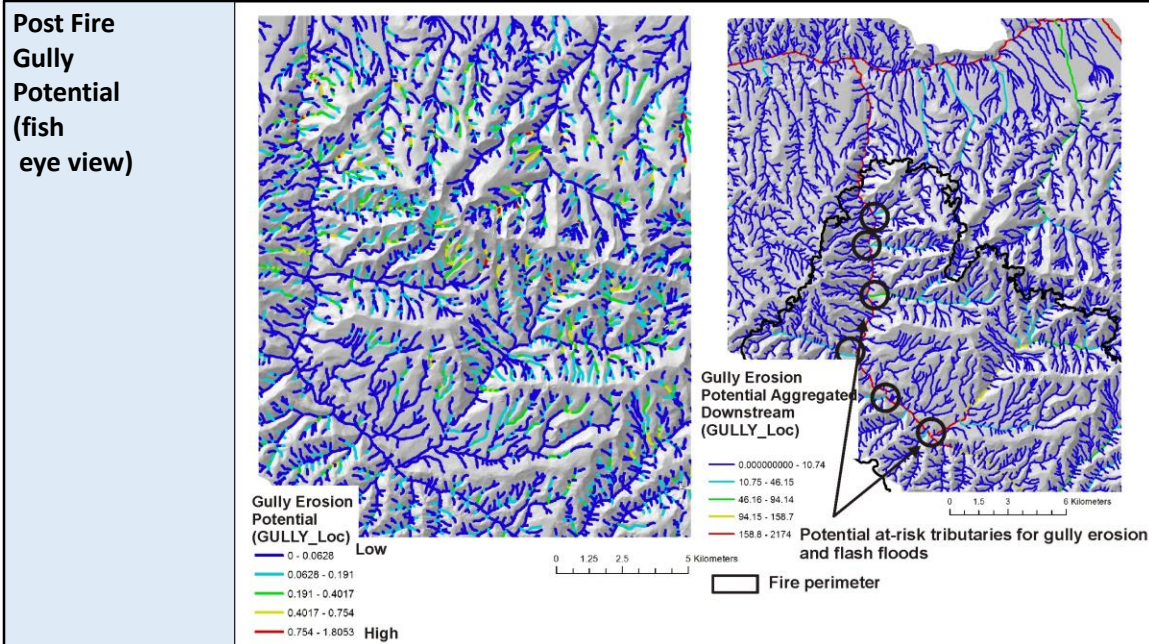 Post Fire
Gully
Potential
(fish
eye view)
Gully Erosion
Potential
(GULLY_Loc)
Low
0 - 0.0628
0.0628 - 0.191
0.191 - 0.4017
0.4017 - 0.754
0.754 - 1.8053
High
0 1.25 2.5 5 Kilometers
Gully Erosion
Potential Aggregated
Downstream
(GULLY_Loc)
0.000000000 - 10.74
10.75 - 46.15
46.16 - 94.14
94.15 - 158.7
158.8 - 2174
0 1.5 3 6 Kilometers
Potential at-risk tributaries for gully erosion
and flash floods
Fire perimeter